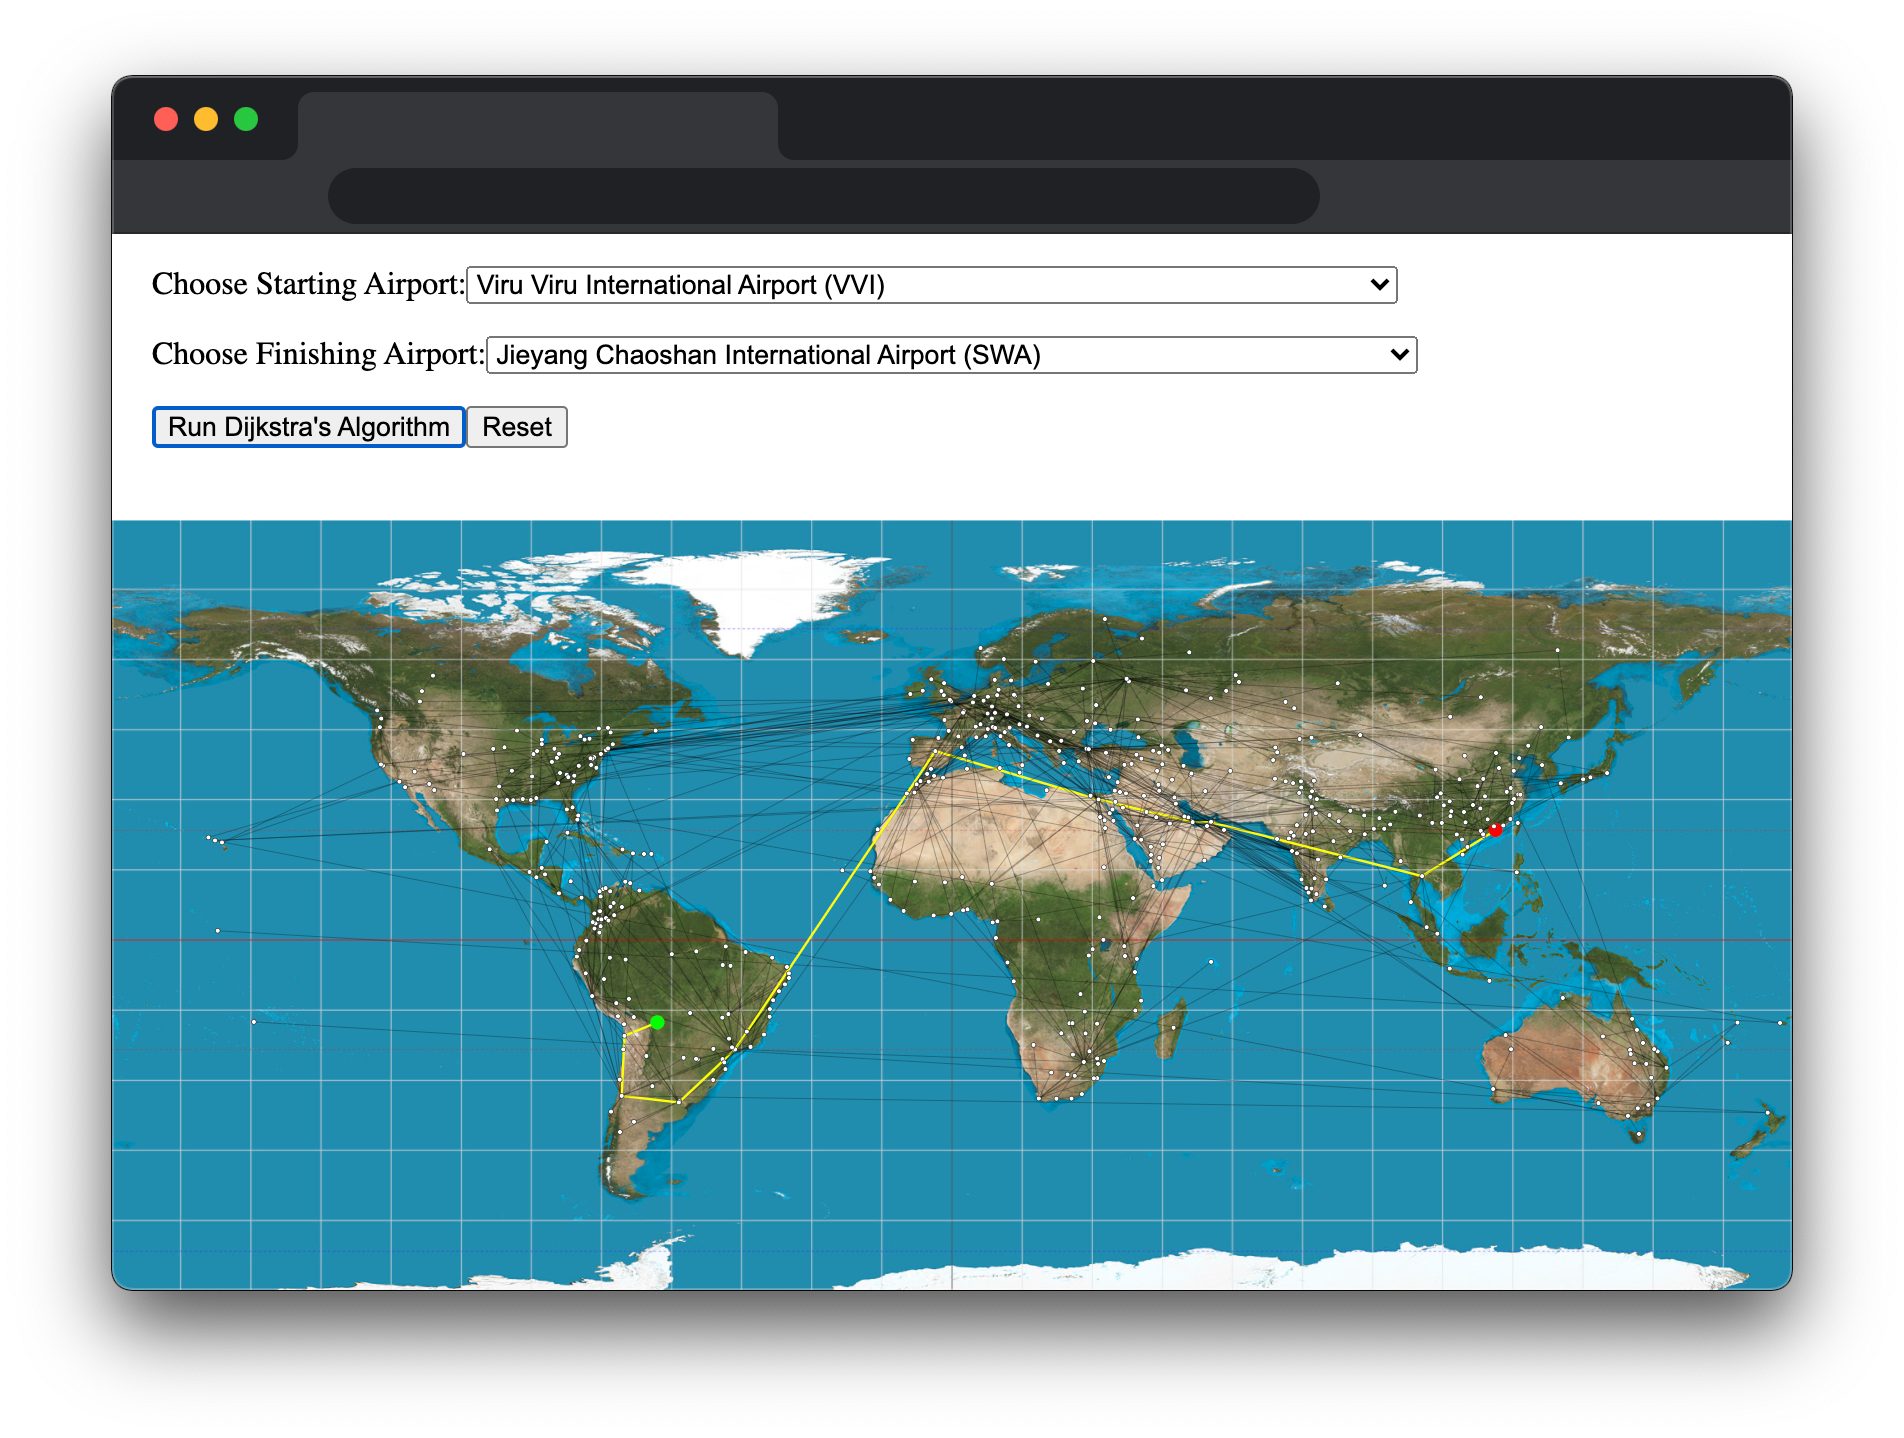 Choose Starting Airport: Viru Viru International Airport (VVI)
Choose Finishing Airport: Jieyang Chaoshan International Airport (SWA)
Run Dijkstra's Algorithm Reset